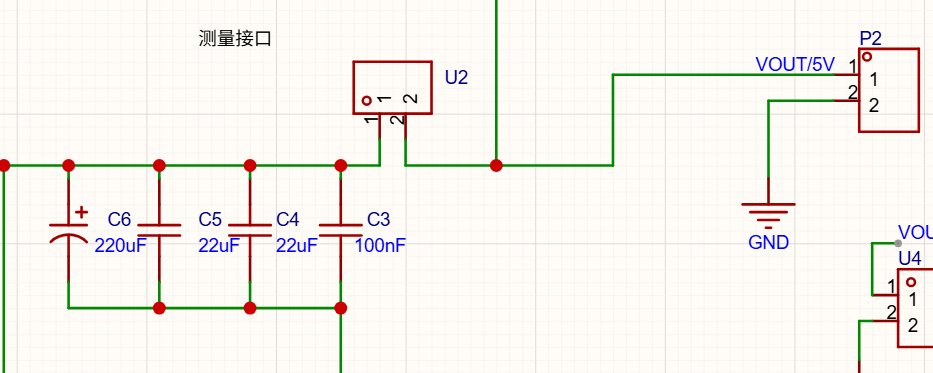 测量接口
P2
VOUT/5V
1
1
2
2
U2
1
2
1
2
C6
220uF
C5
22uF
C4
22uF
C3
100nF
GND
VOU
U4
1
1
2
2